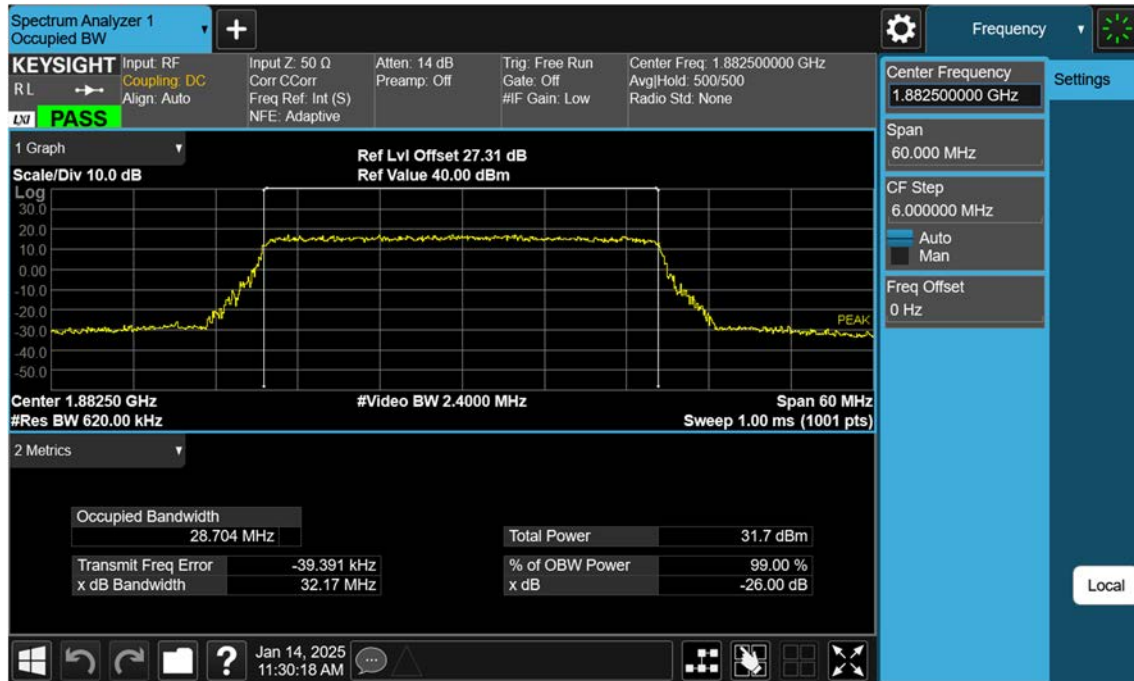 Spectrum Analyzer 1
Occupied BW
+
Frequency
KEYSIGHT
R L
LXI PASS
Input: RF
Coupling: DC
Align: Auto
Input Z: 50 Ω
Corr CCorr
Freq Ref: Int (S)
NFE: Adaptive
Atten: 14 dB
Preamp: Off
Trig: Free Run
Gate: Off
#IF Gain: Low
Center Freq: 1.882500000 GHz
Avg|Hold: 500/500
Radio Std: None
Center Frequency
1.882500000 GHz
Settings
Span
60.000 MHz
CF Step
6.000000 MHz
Auto
Man
Freq Offset
0 Hz
1 Graph
Scale/Div 10.0 dB
Ref Lvl Offset 27.31 dB
Ref Value 40.00 dBm
Log
30.0
20.0
10.0
0.00
-10.0
-20.0
-30.0
-40.0
-50.0
PEAK
Center 1.88250 GHz
#Video BW 2.4000 MHz
Span 60 MHz
#Res BW 620.00 kHz
Sweep 1.00 ms (1001 pts)
2 Metrics
Occupied Bandwidth
28.704 MHz
Total Power 31.7 dBm
Transmit Freq Error -39.391 kHz
% of OBW Power 99.00 %
x dB Bandwidth 32.17 MHz
x dB -26.00 dB
Local
?
Jan 14, 2025
11:30:18 AM